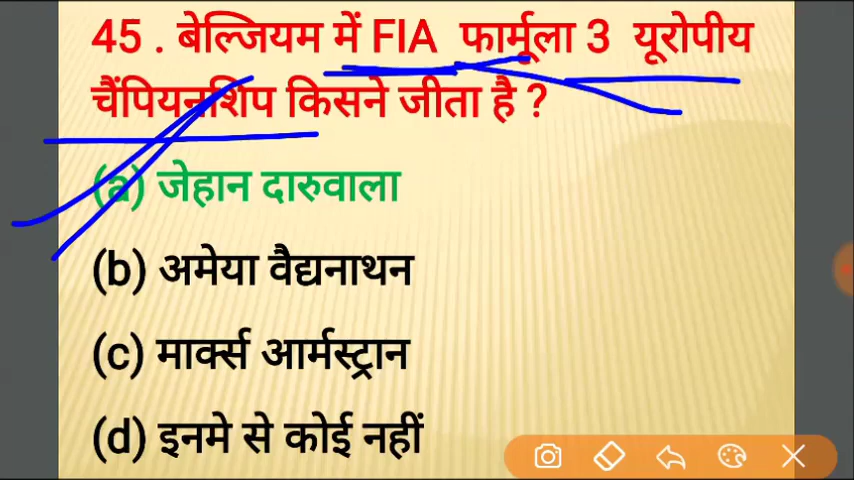 45 . बेल्जियम में FIA फार्मूला 3 यूरोपीय
चैंपियनशिप किसने जीता है ?
(a) जेहान दारुवाला
(b) अमेया वैद्यनाथन
(c) मार्क्स आर्मस्ट्रान
(d) इनमे से कोई नहीं